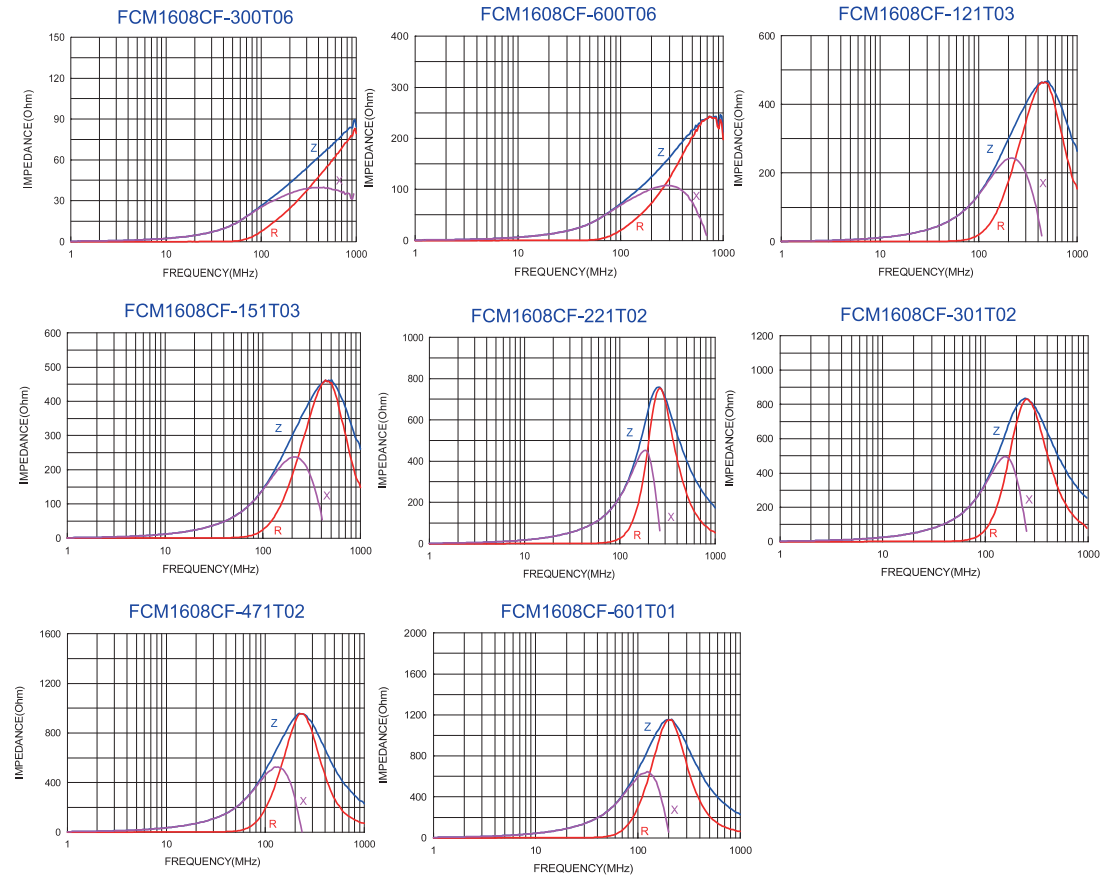 FCM1608CF-300T06
IMPEDANCE(Ohm)
150
120
90
60
30
0
Z
X
R
1
10
100
1000
FREQUENCY(MHz)
FCM1608CF-600T06
IMPEDANCE(Ohm)
400
300
200
100
0
Z
X
R
1
10
100
1000
FREQUENCY(MHz)
FCM1608CF-121T03
IMPEDANCE(Ohm)
600
400
200
0
Z
X
R
1
10
100
1000
FREQUENCY(MHz)
FCM1608CF-151T03
IMPEDANCE(Ohm)
600
500
400
300
200
100
0
Z
X
R
1
10
100
1000
FREQUENCY(MHz)
FCM1608CF-221T02
IMPEDANCE(Ohm)
1000
800
600
400
200
0
Z
X
R
1
10
100
1000
FREQUENCY(MHz)
FCM1608CF-301T02
IMPEDANCE(Ohm)
1200
1000
800
600
400
200
0
Z
X
R
1
10
100
1000
FREQUENCY(MHz)
FCM1608CF-471T02
IMPEDANCE(Ohm)
1600
1200
800
400
0
Z
X
R
1
10
100
1000
FREQUENCY(MHz)
FCM1608CF-601T01
IMPEDANCE(Ohm)
2000
1600
1200
800
400
0
Z
X
R
1
10
100
1000
FREQUENCY(MHz)